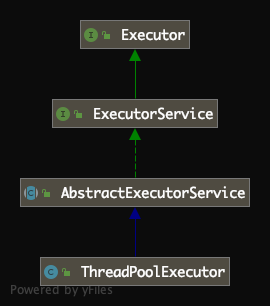 I Executor
I ExecutorService
C AbstractExecutorService
C ThreadPoolExecutor
Powered by yFiles